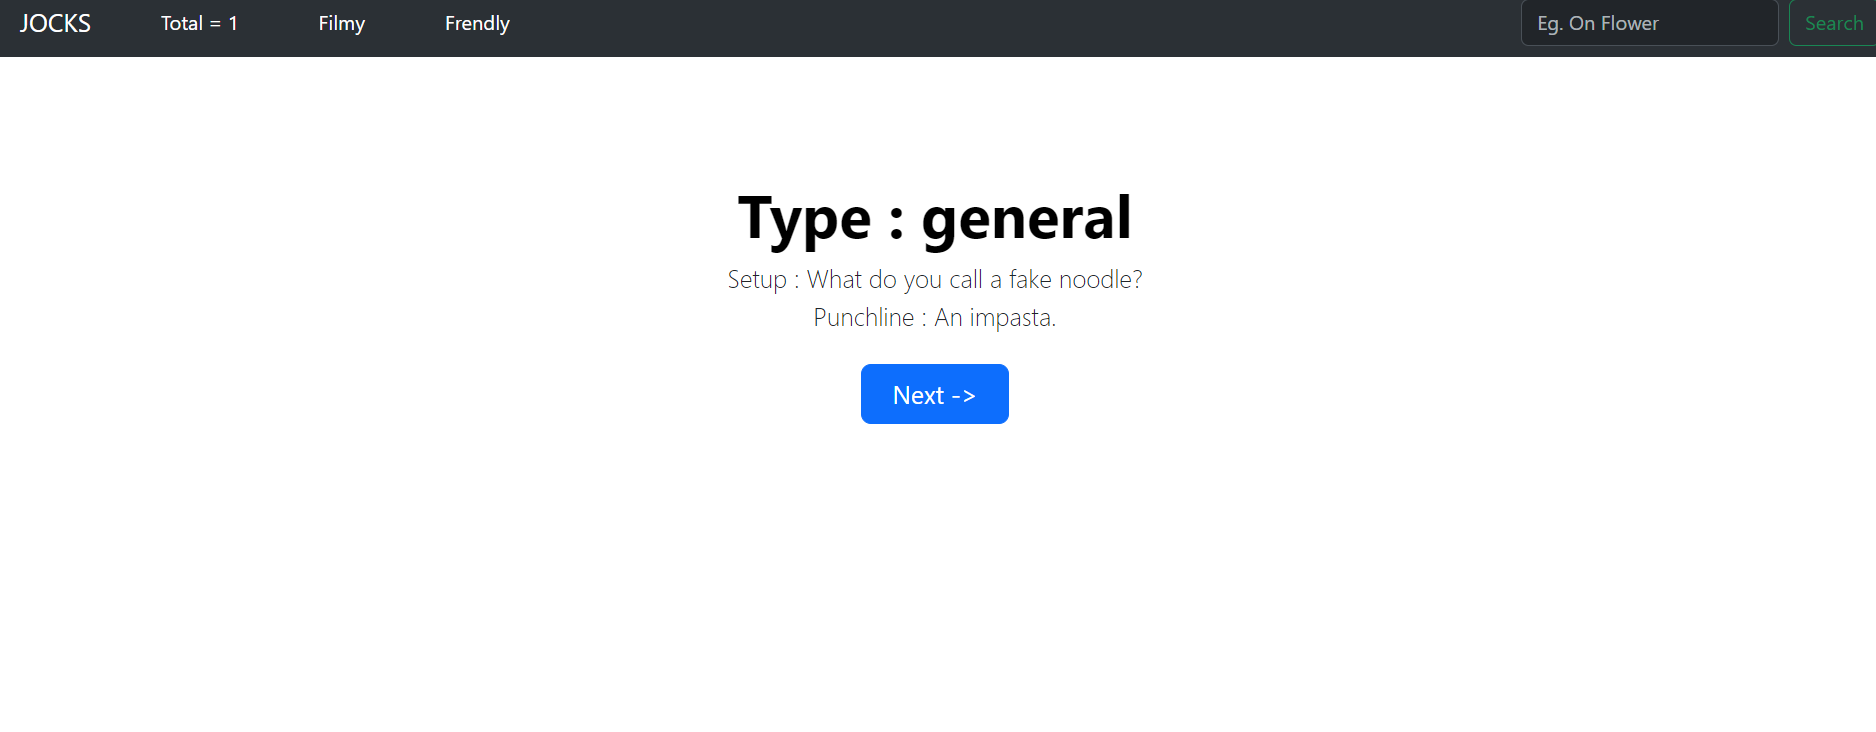 JOCKS Total = 1 Filmy Frendly Eg. On Flower Search
Type : general
Setup : What do you call a fake noodle?
Punchline : An impasta.
Next ->